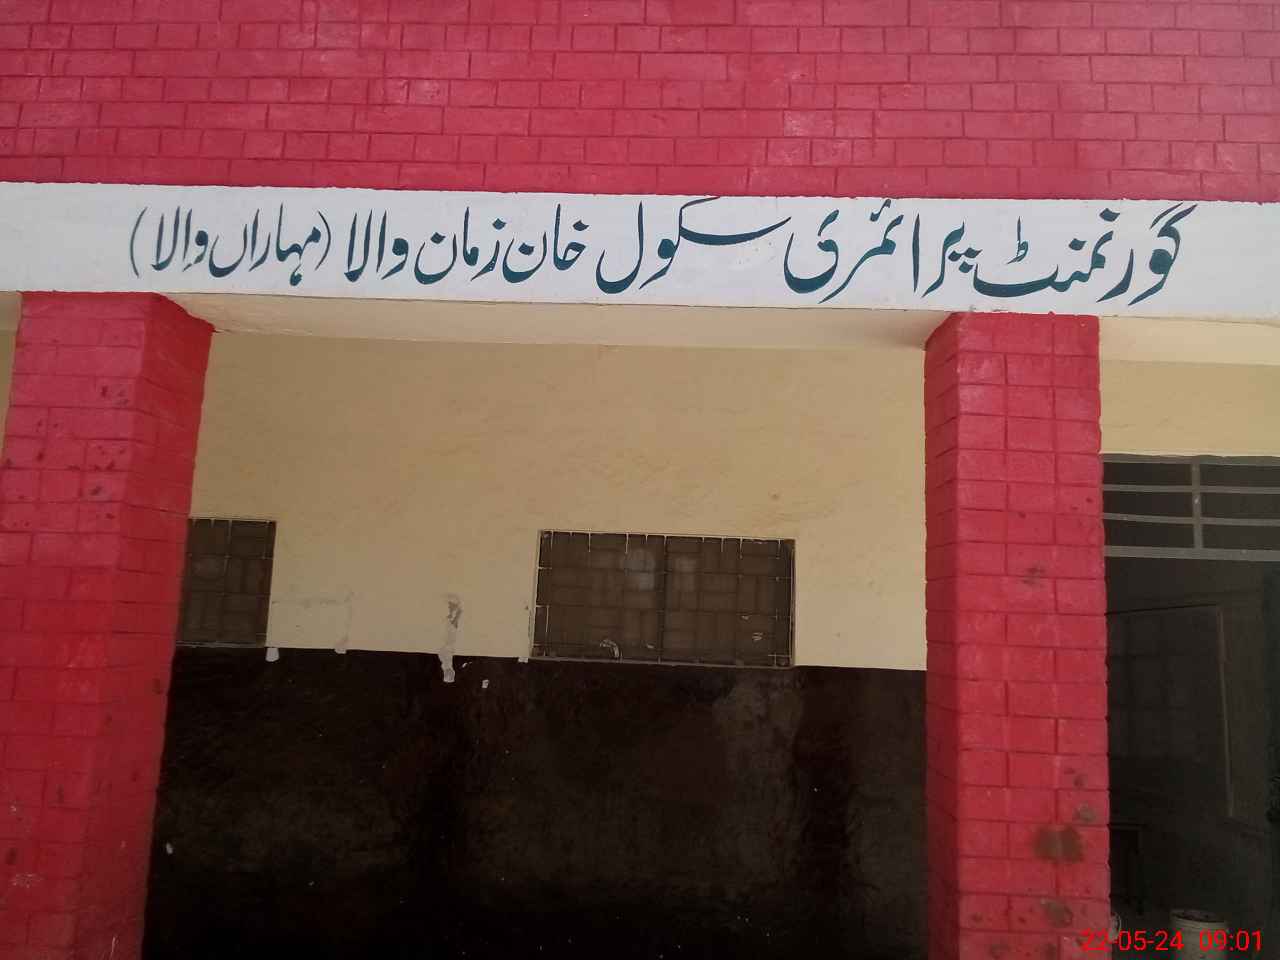 گورنمنٹ پرائمری سکول خان زمان والا (مہاراں والا)
22-05-24 09:01